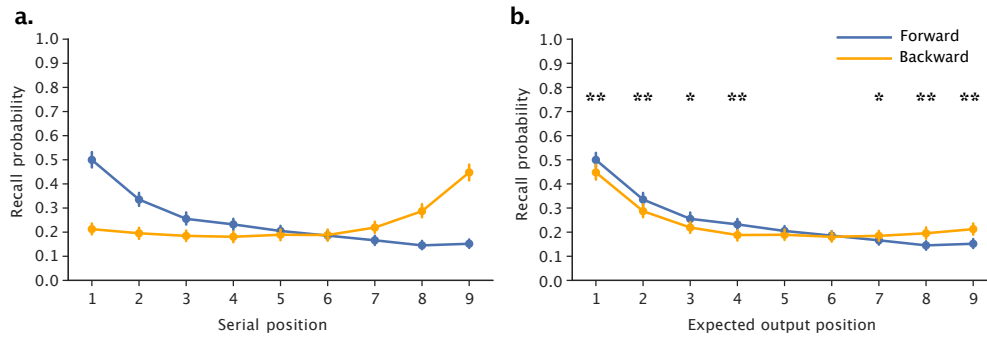 a.
1.0
0.9
0.8
0.7
0.6
0.5
0.4
0.3
0.2
0.1
0.0
Recall probability
1 2 3 4 5 6 7 8 9
Serial position
b.
1.0
0.9
0.8
0.7
0.6
0.5
0.4
0.3
0.2
0.1
0.0
Recall probability
Forward
Backward
** ** * ** * ** **
1 2 3 4 5 6 7 8 9
Expected output position